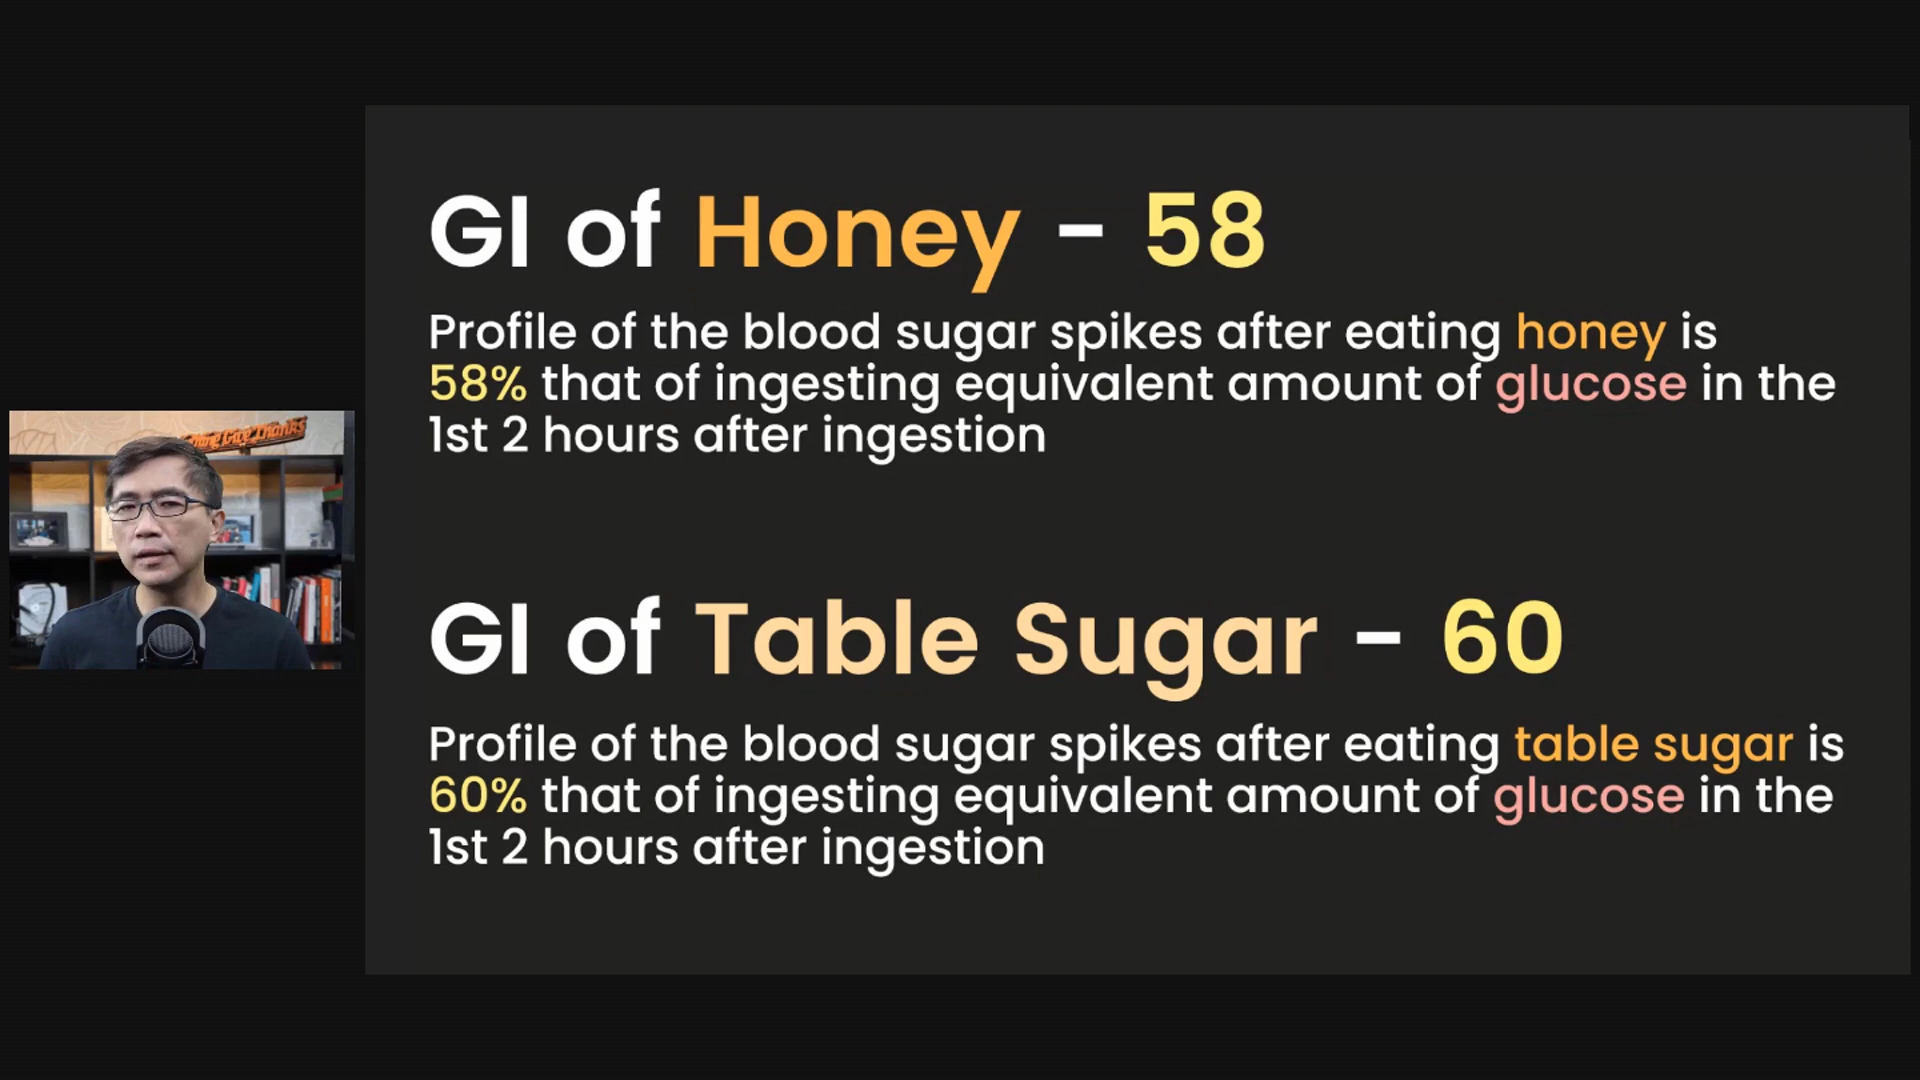 GI of Honey - 58
Profile of the blood sugar spikes after eating honey is
58% that of ingesting equivalent amount of glucose in the
1st 2 hours after ingestion
Give Thanks
GI of Table Sugar - 60
Profile of the blood sugar spikes after eating table sugar is
60% that of ingesting equivalent amount of glucose in the
1st 2 hours after ingestion